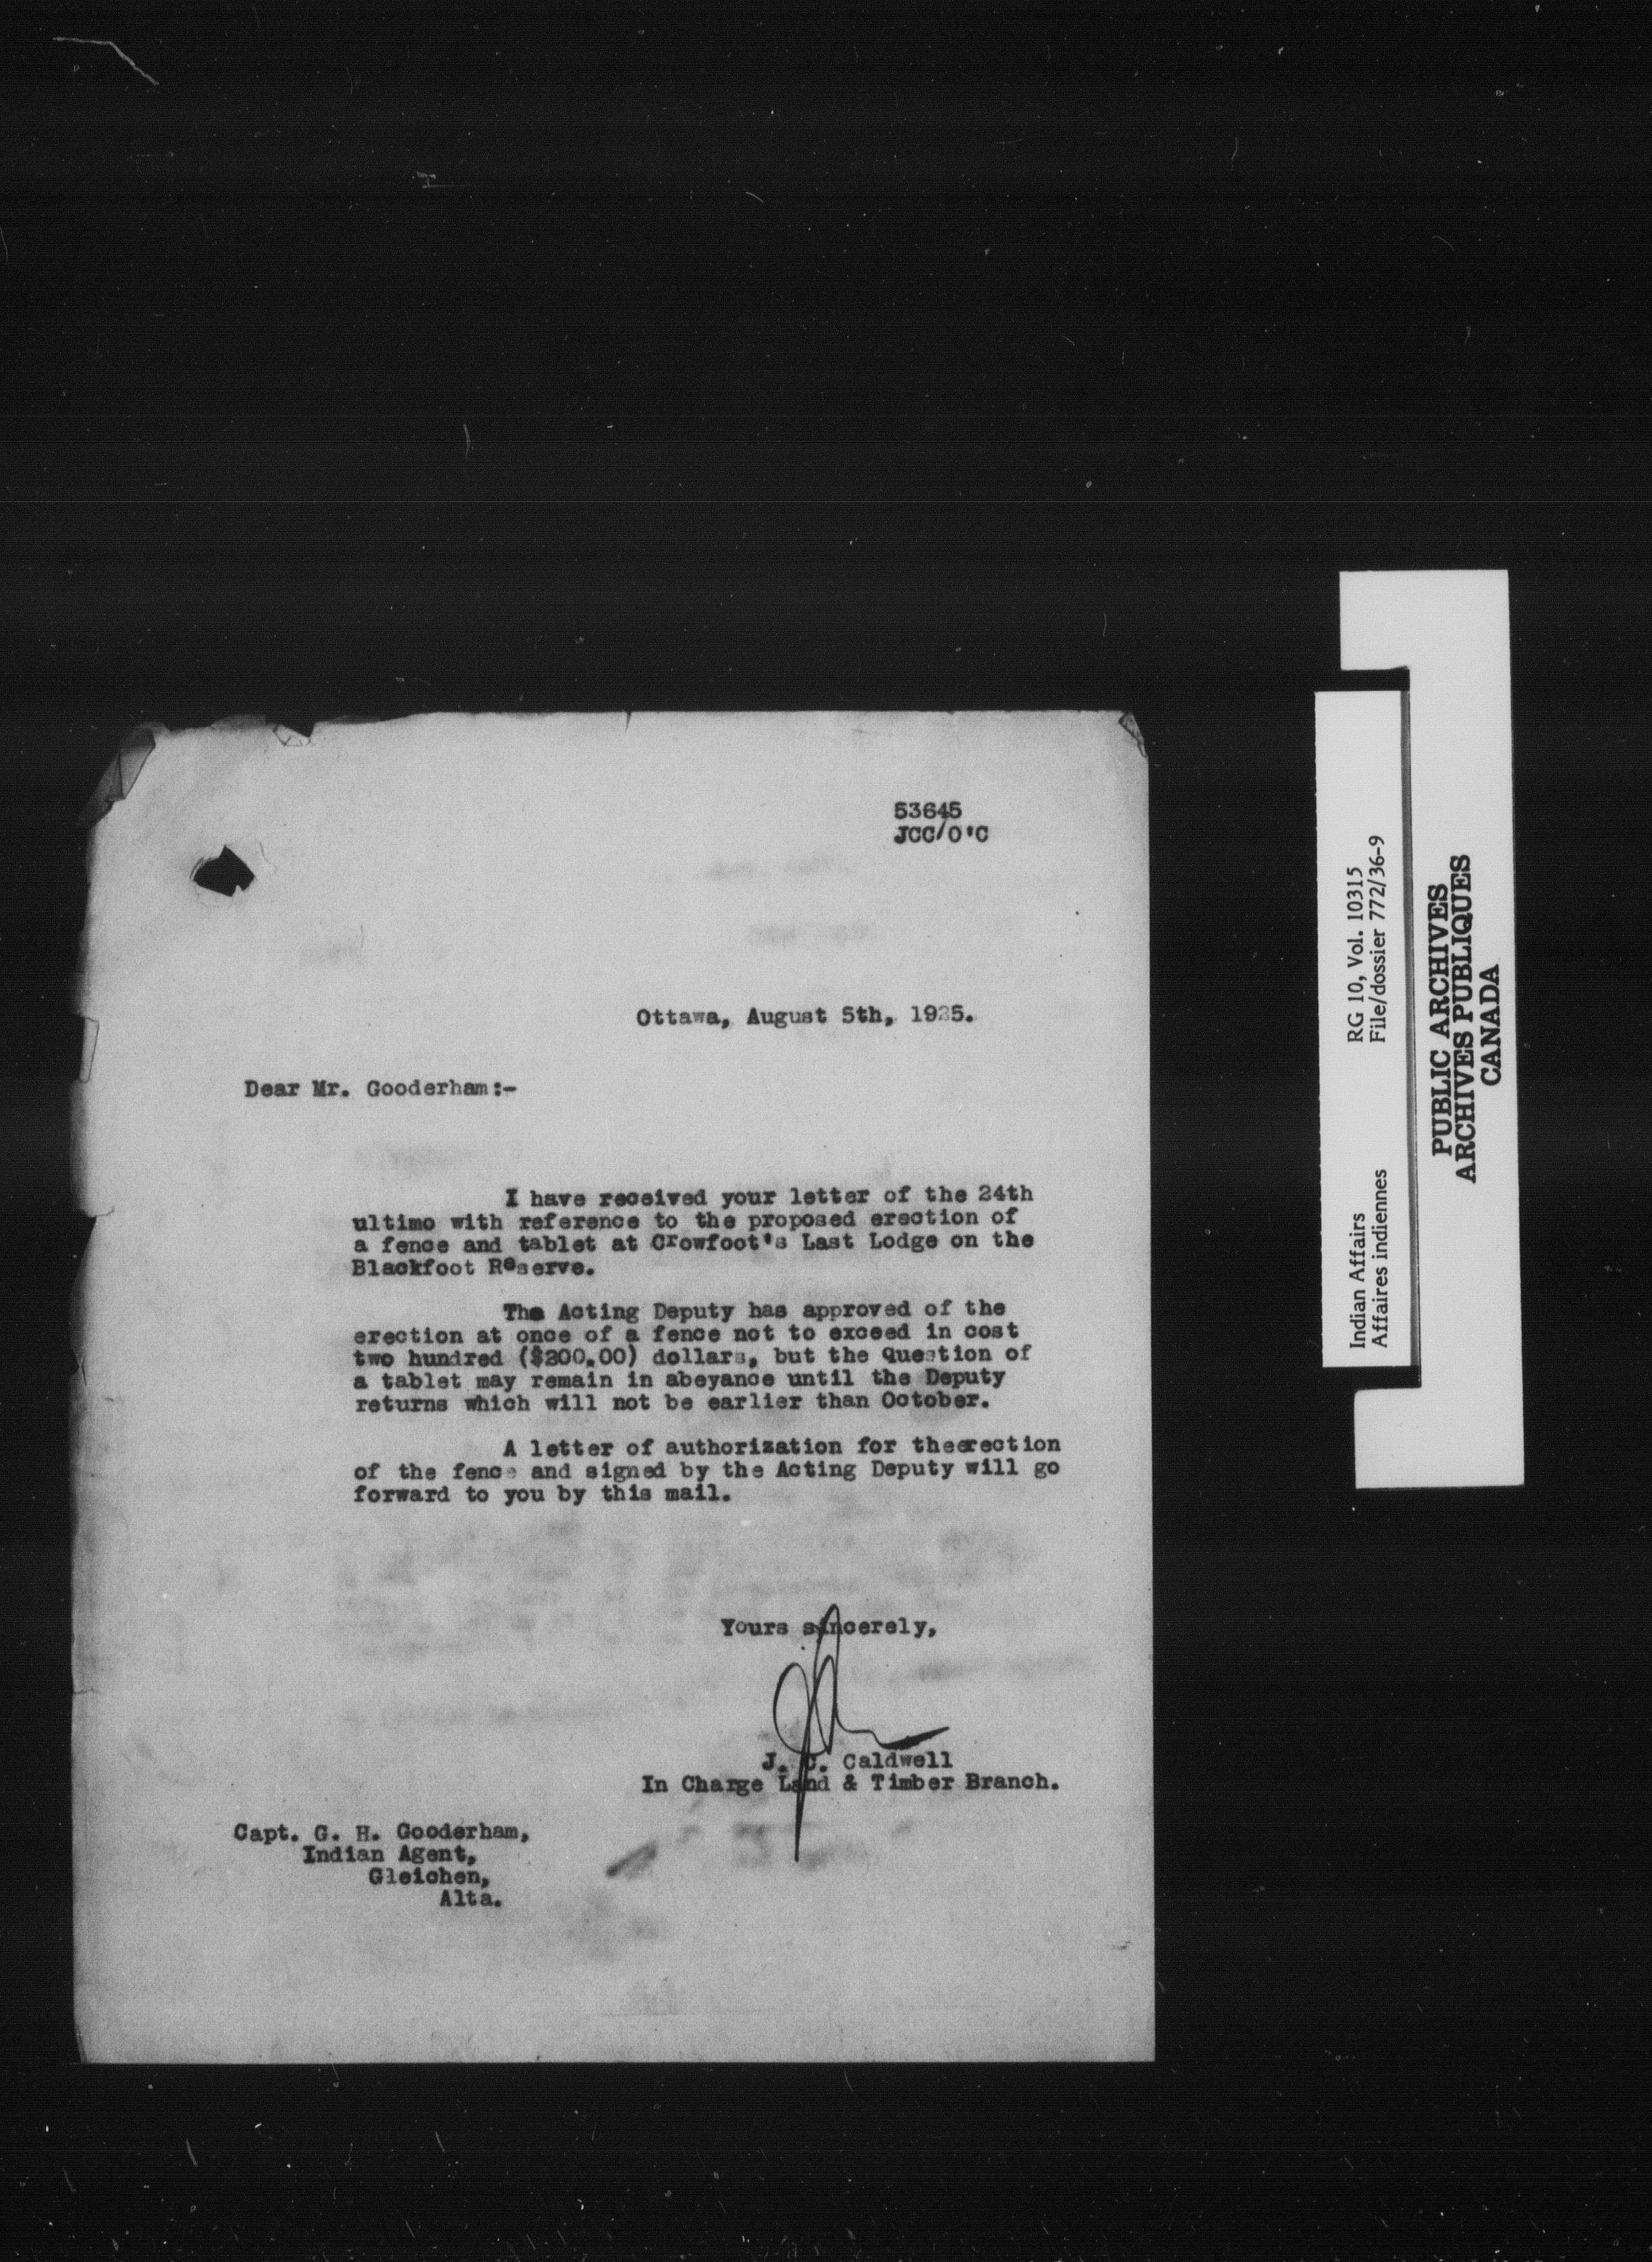 53645
JCC/O'C
Ottawa, August 5th, 1925.
Dear Mr. Gooderham:-
I have received your letter of the 24th
ultimo with reference to the proposed erection of
a fence and tablet at Crowfoot's Last Lodge on the
Blackfoot Reserve.
The Acting Deputy has approved of the
erection at once of a fence not to exceed in cost
two hundred ($200.00) dollars, but the question of
a tablet may remain in abeyance until the Deputy
returns which will not be earlier than October.
A letter of authorization for theerection
of the fence and signed by the Acting Deputy will go
forward to you by this mail.
Yours sincerely,
J. C. Caldwell
In Charge Land & Timber Branch.
Capt. G. H. Gooderham,
Indian Agent,
Gleichen,
Alta.
Indian Affairs RG 10, Vol. 10315
Affaires indiennes File/dossier 772/36-9
PUBLIC ARCHIVES
ARCHIVES PUBLIQUES
CANADA